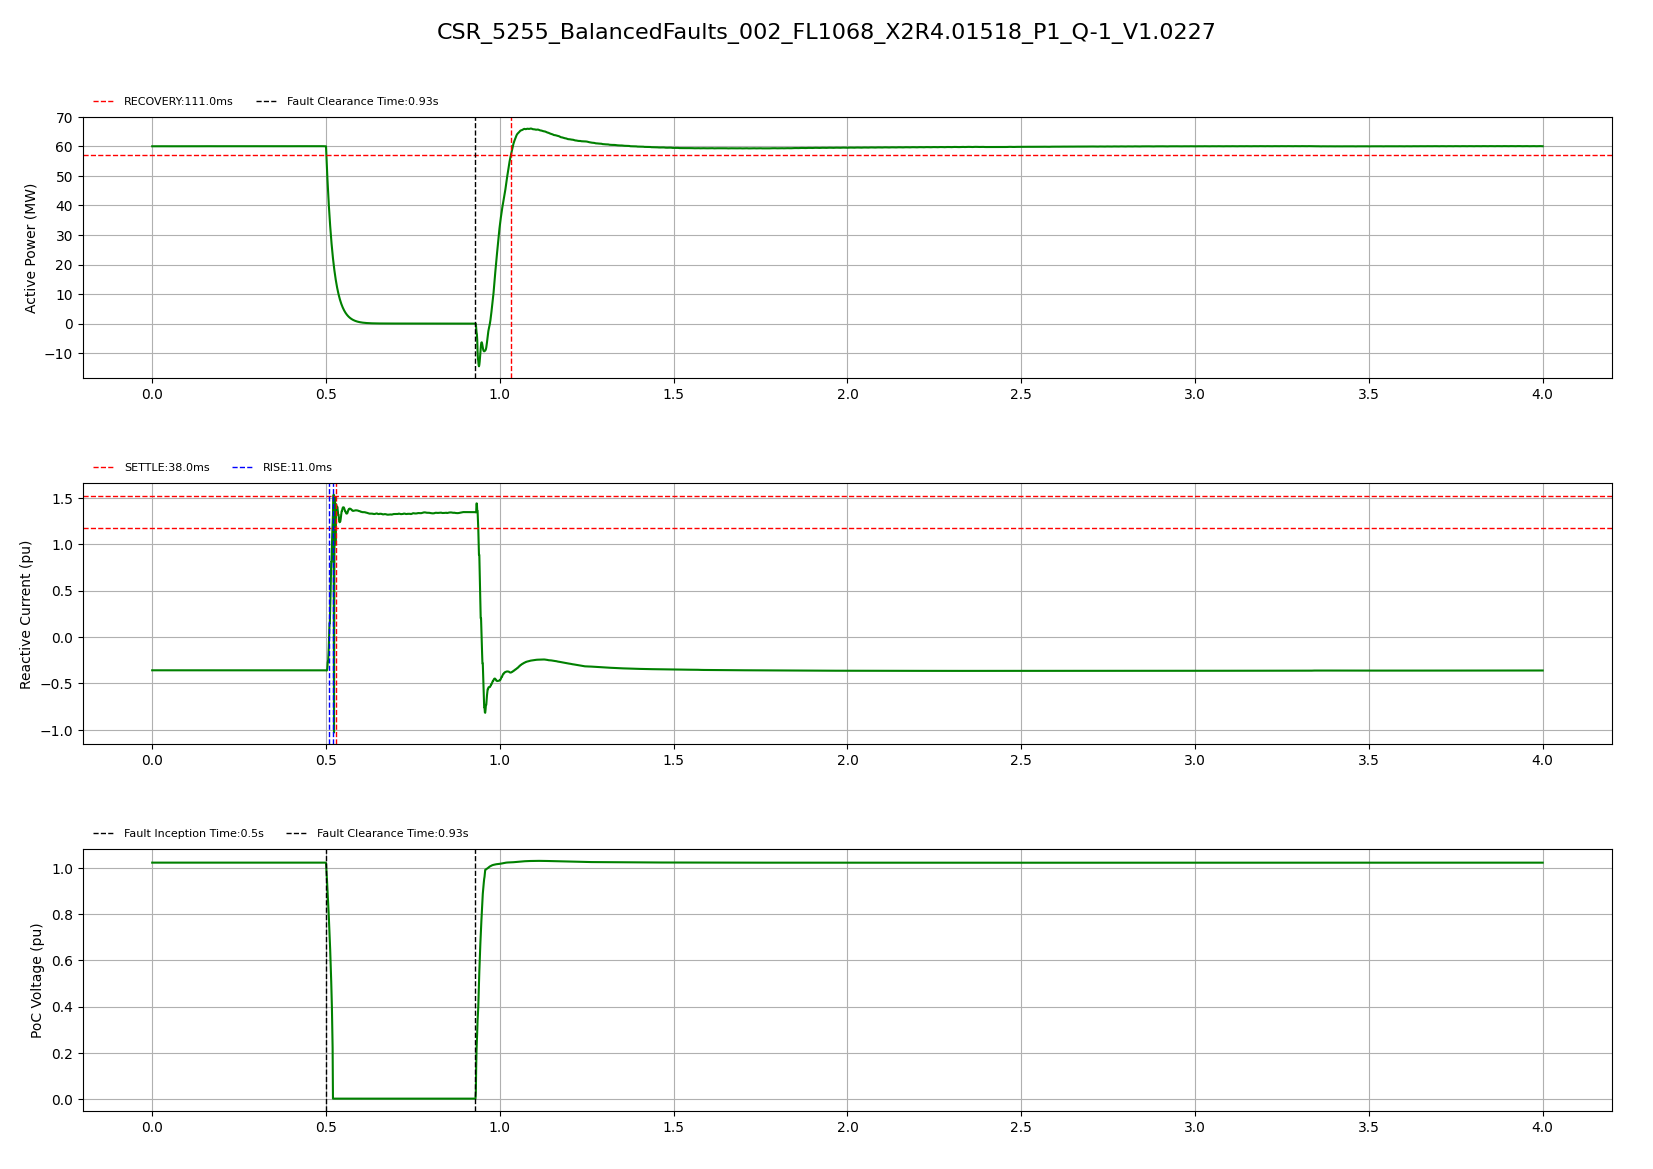 CSR_5255_BalancedFaults_002_FL1068_X2R4.01518_P1_Q-1_V1.0227
RECOVERY:111.0ms Fault Clearance Time:0.93s
70
60
50
40
30
20
10
0
−10
Active Power (MW)
0.0 0.5 1.0 1.5 2.0 2.5 3.0 3.5 4.0
SETTLE:38.0ms RISE:11.0ms
1.5
1.0
0.5
0.0
−0.5
−1.0
Reactive Current (pu)
0.0 0.5 1.0 1.5 2.0 2.5 3.0 3.5 4.0
Fault Inception Time:0.5s Fault Clearance Time:0.93s
1.0
0.8
0.6
0.4
0.2
0.0
PoC Voltage (pu)
0.0 0.5 1.0 1.5 2.0 2.5 3.0 3.5 4.0